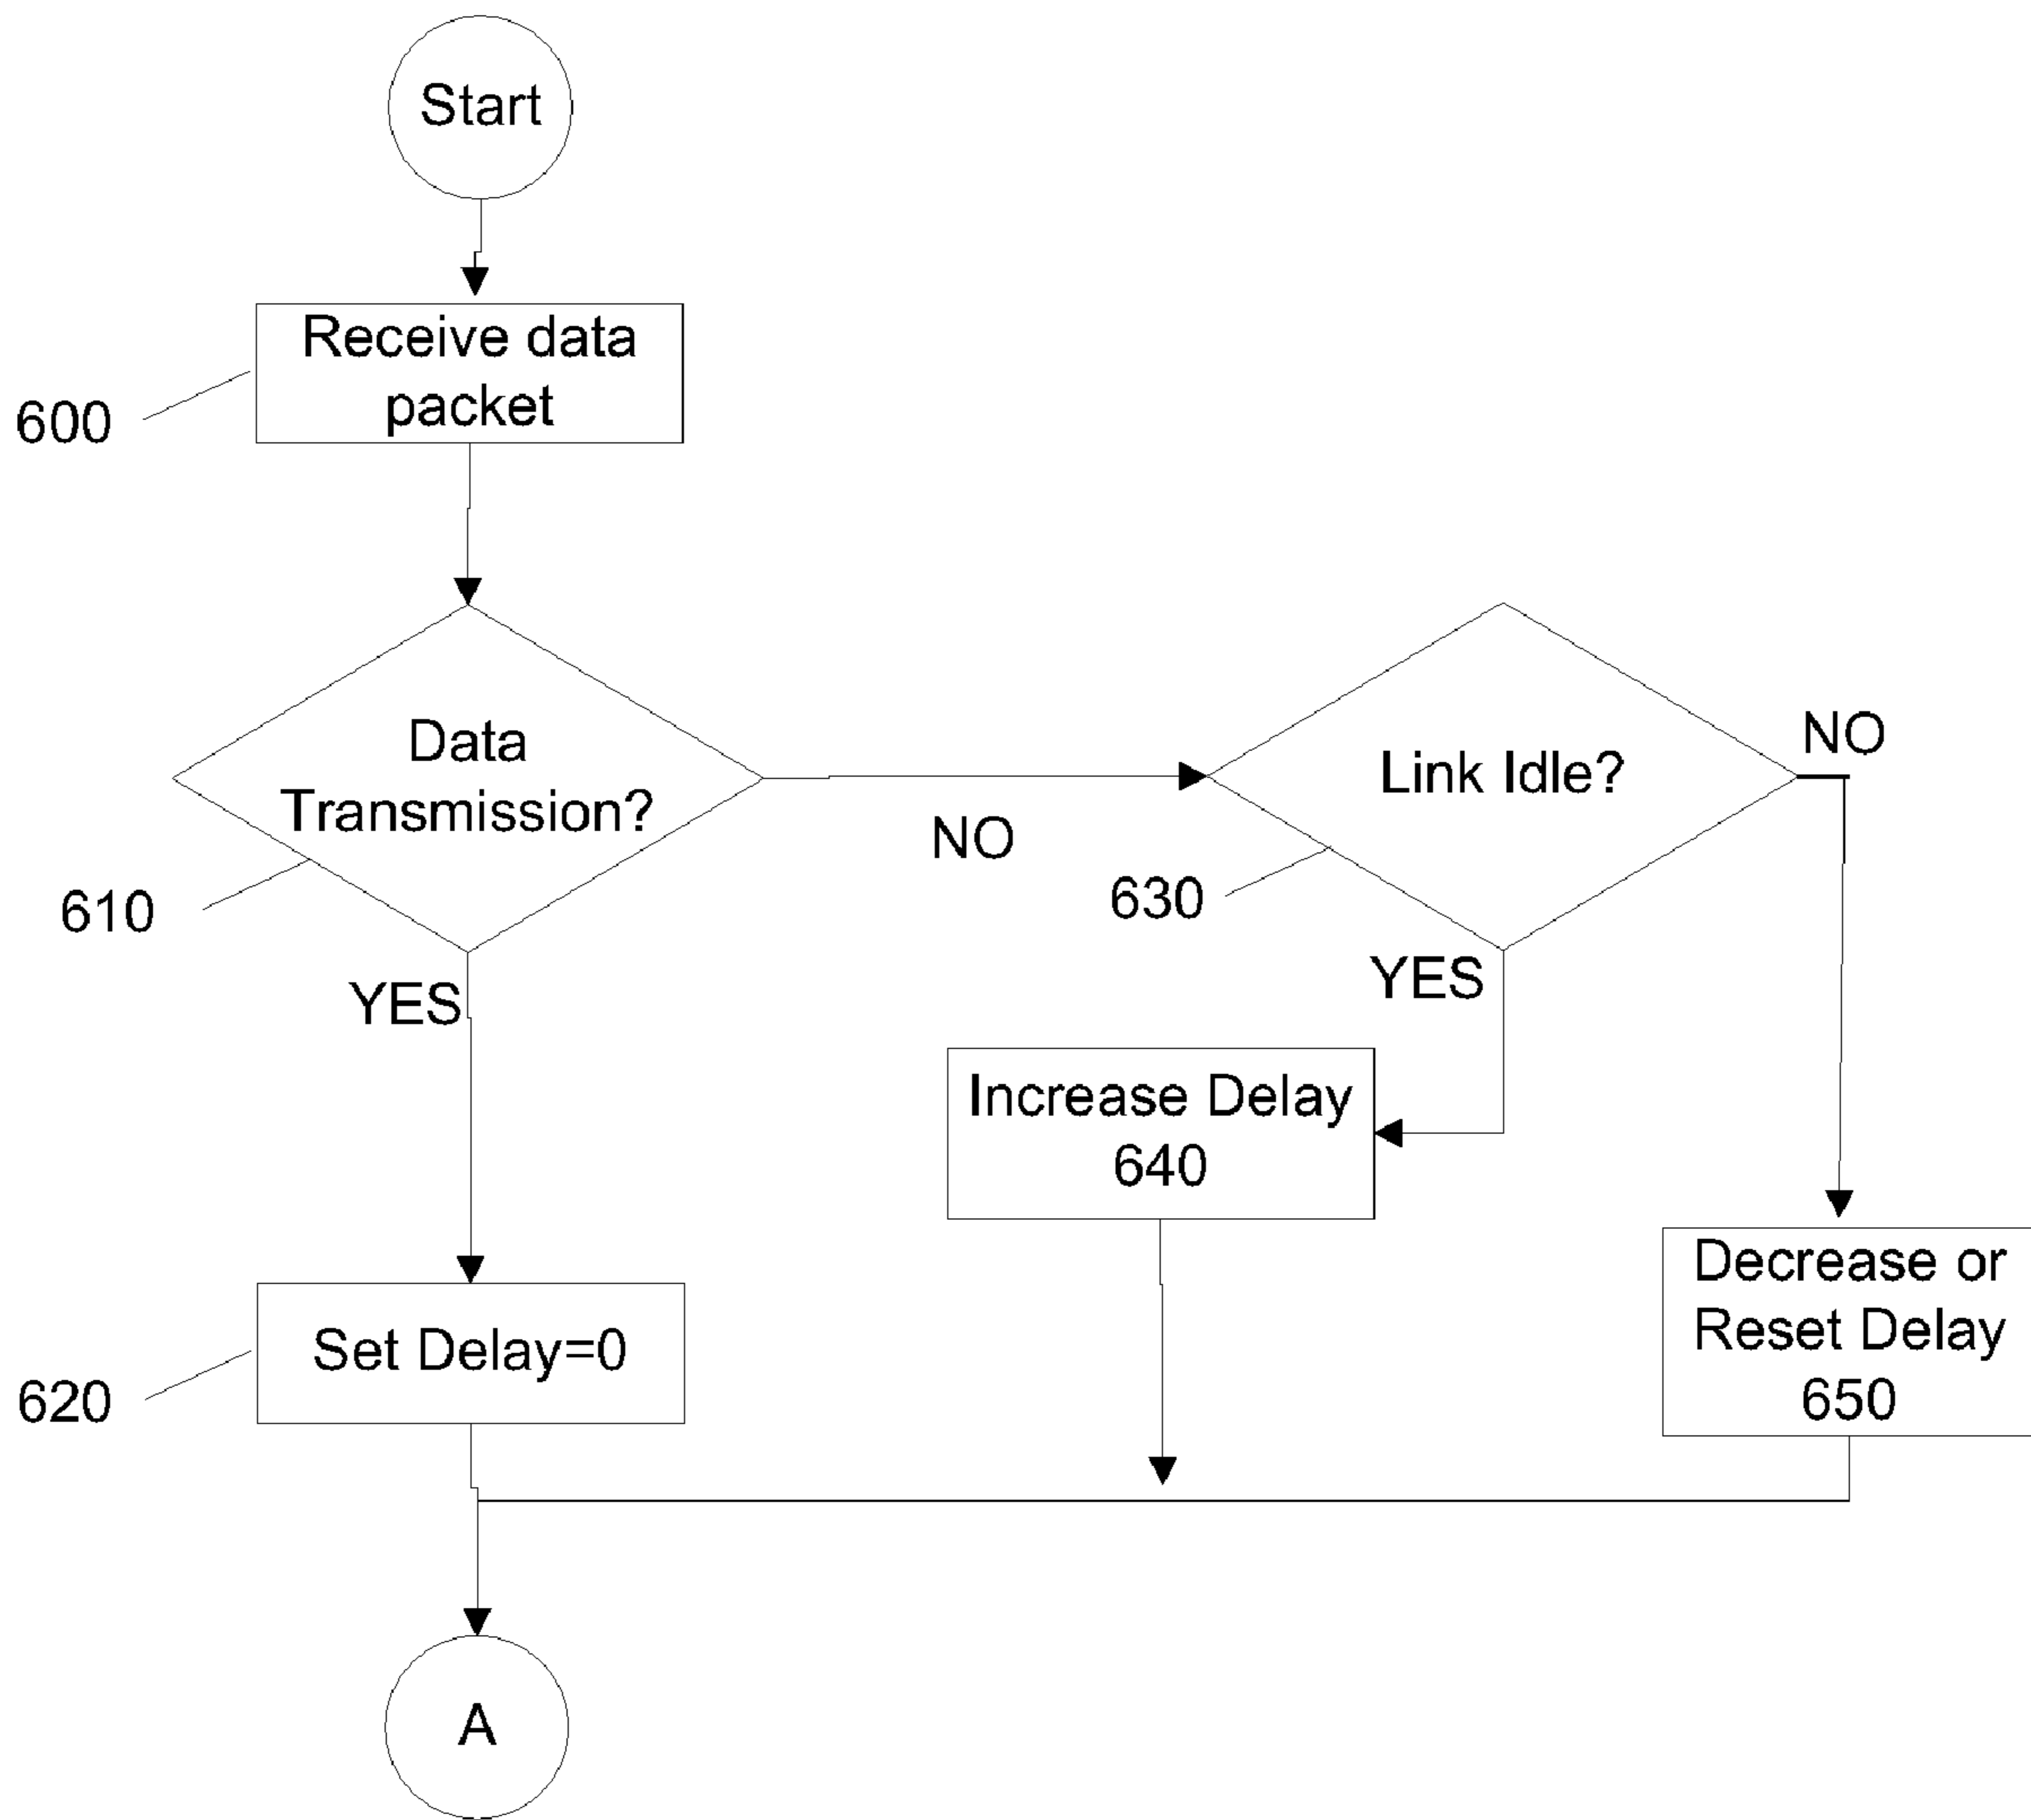 Start
Receive data
packet
600
Data
Transmission?
610
NO
Link Idle?
630
NO
YES
YES
Increase Delay
640
Decrease or
Reset Delay
650
Set Delay=0
620
A